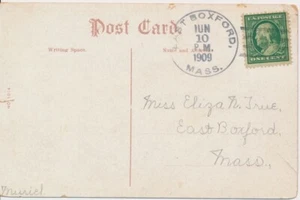 Post Card
Writing Space.
Name and Address.
ST BOXFORD,
JUN
10
P.M.
1909
MASS.
ONE CENT
Miss Eliza N. True,
East Boxford,
Mass.
Muriel